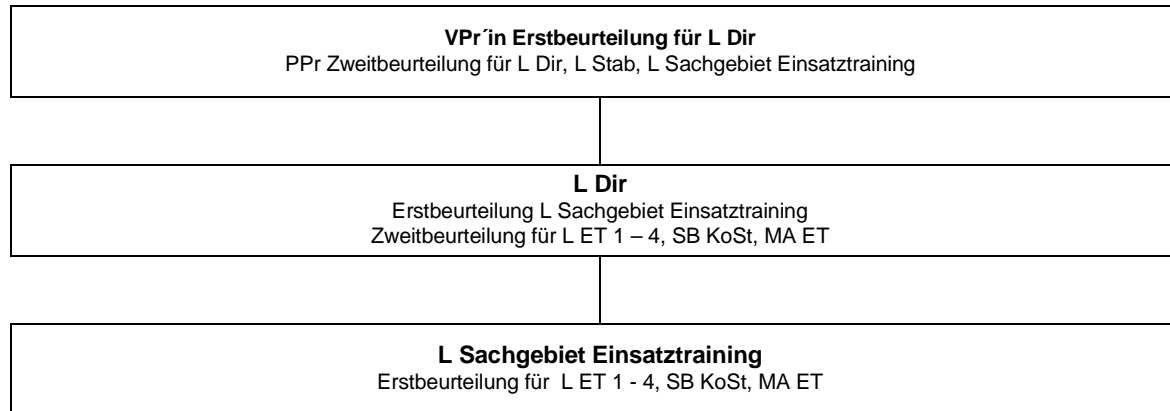 VPr´in Erstbeurteilung für L Dir
PPr Zweitbeurteilung für L Dir, L Stab, L Sachgebiet Einsatztraining
L Dir
Erstbeurteilung L Sachgebiet Einsatztraining
Zweitbeurteilung für L ET 1 – 4, SB KoSt, MA ET
L Sachgebiet Einsatztraining
Erstbeurteilung für L ET 1 - 4, SB KoSt, MA ET